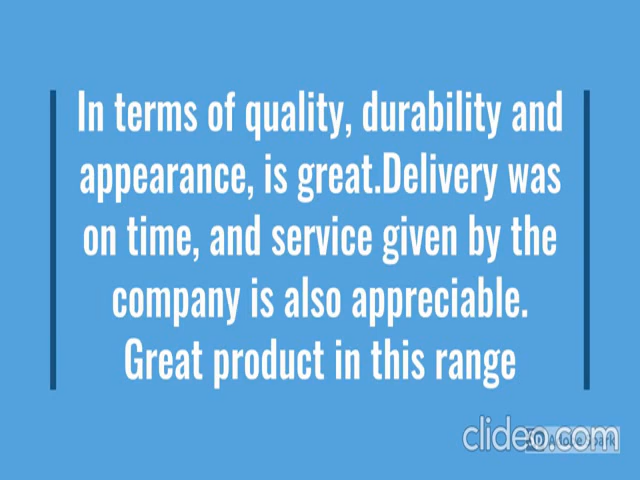 In terms of quality, durability and
appearance, is great.Delivery was
on time, and service given by the
company is also appreciable.
Great product in this range
clideo.com